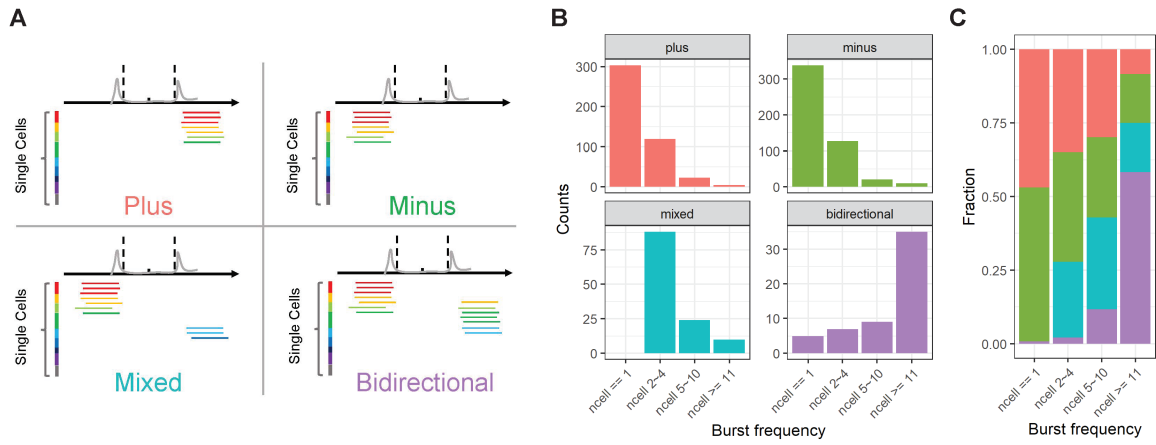 A
Single Cells
Plus
Single Cells
Minus
Single Cells
Mixed
Single Cells
Bidirectional
B
plus
minus
300
200
100
0
300
200
100
0
mixed
bidirectional
75
50
25
0
30
20
10
0
Counts
ncell == 1
ncell 2~4
ncell 5~10
ncell >= 11
ncell == 1
ncell 2~4
ncell 5~10
ncell >= 11
Burst frequency
C
1.00
0.75
0.50
0.25
0.00
Fraction
ncell == 1
ncell 2~4
ncell 5~10
ncell >= 11
Burst frequency